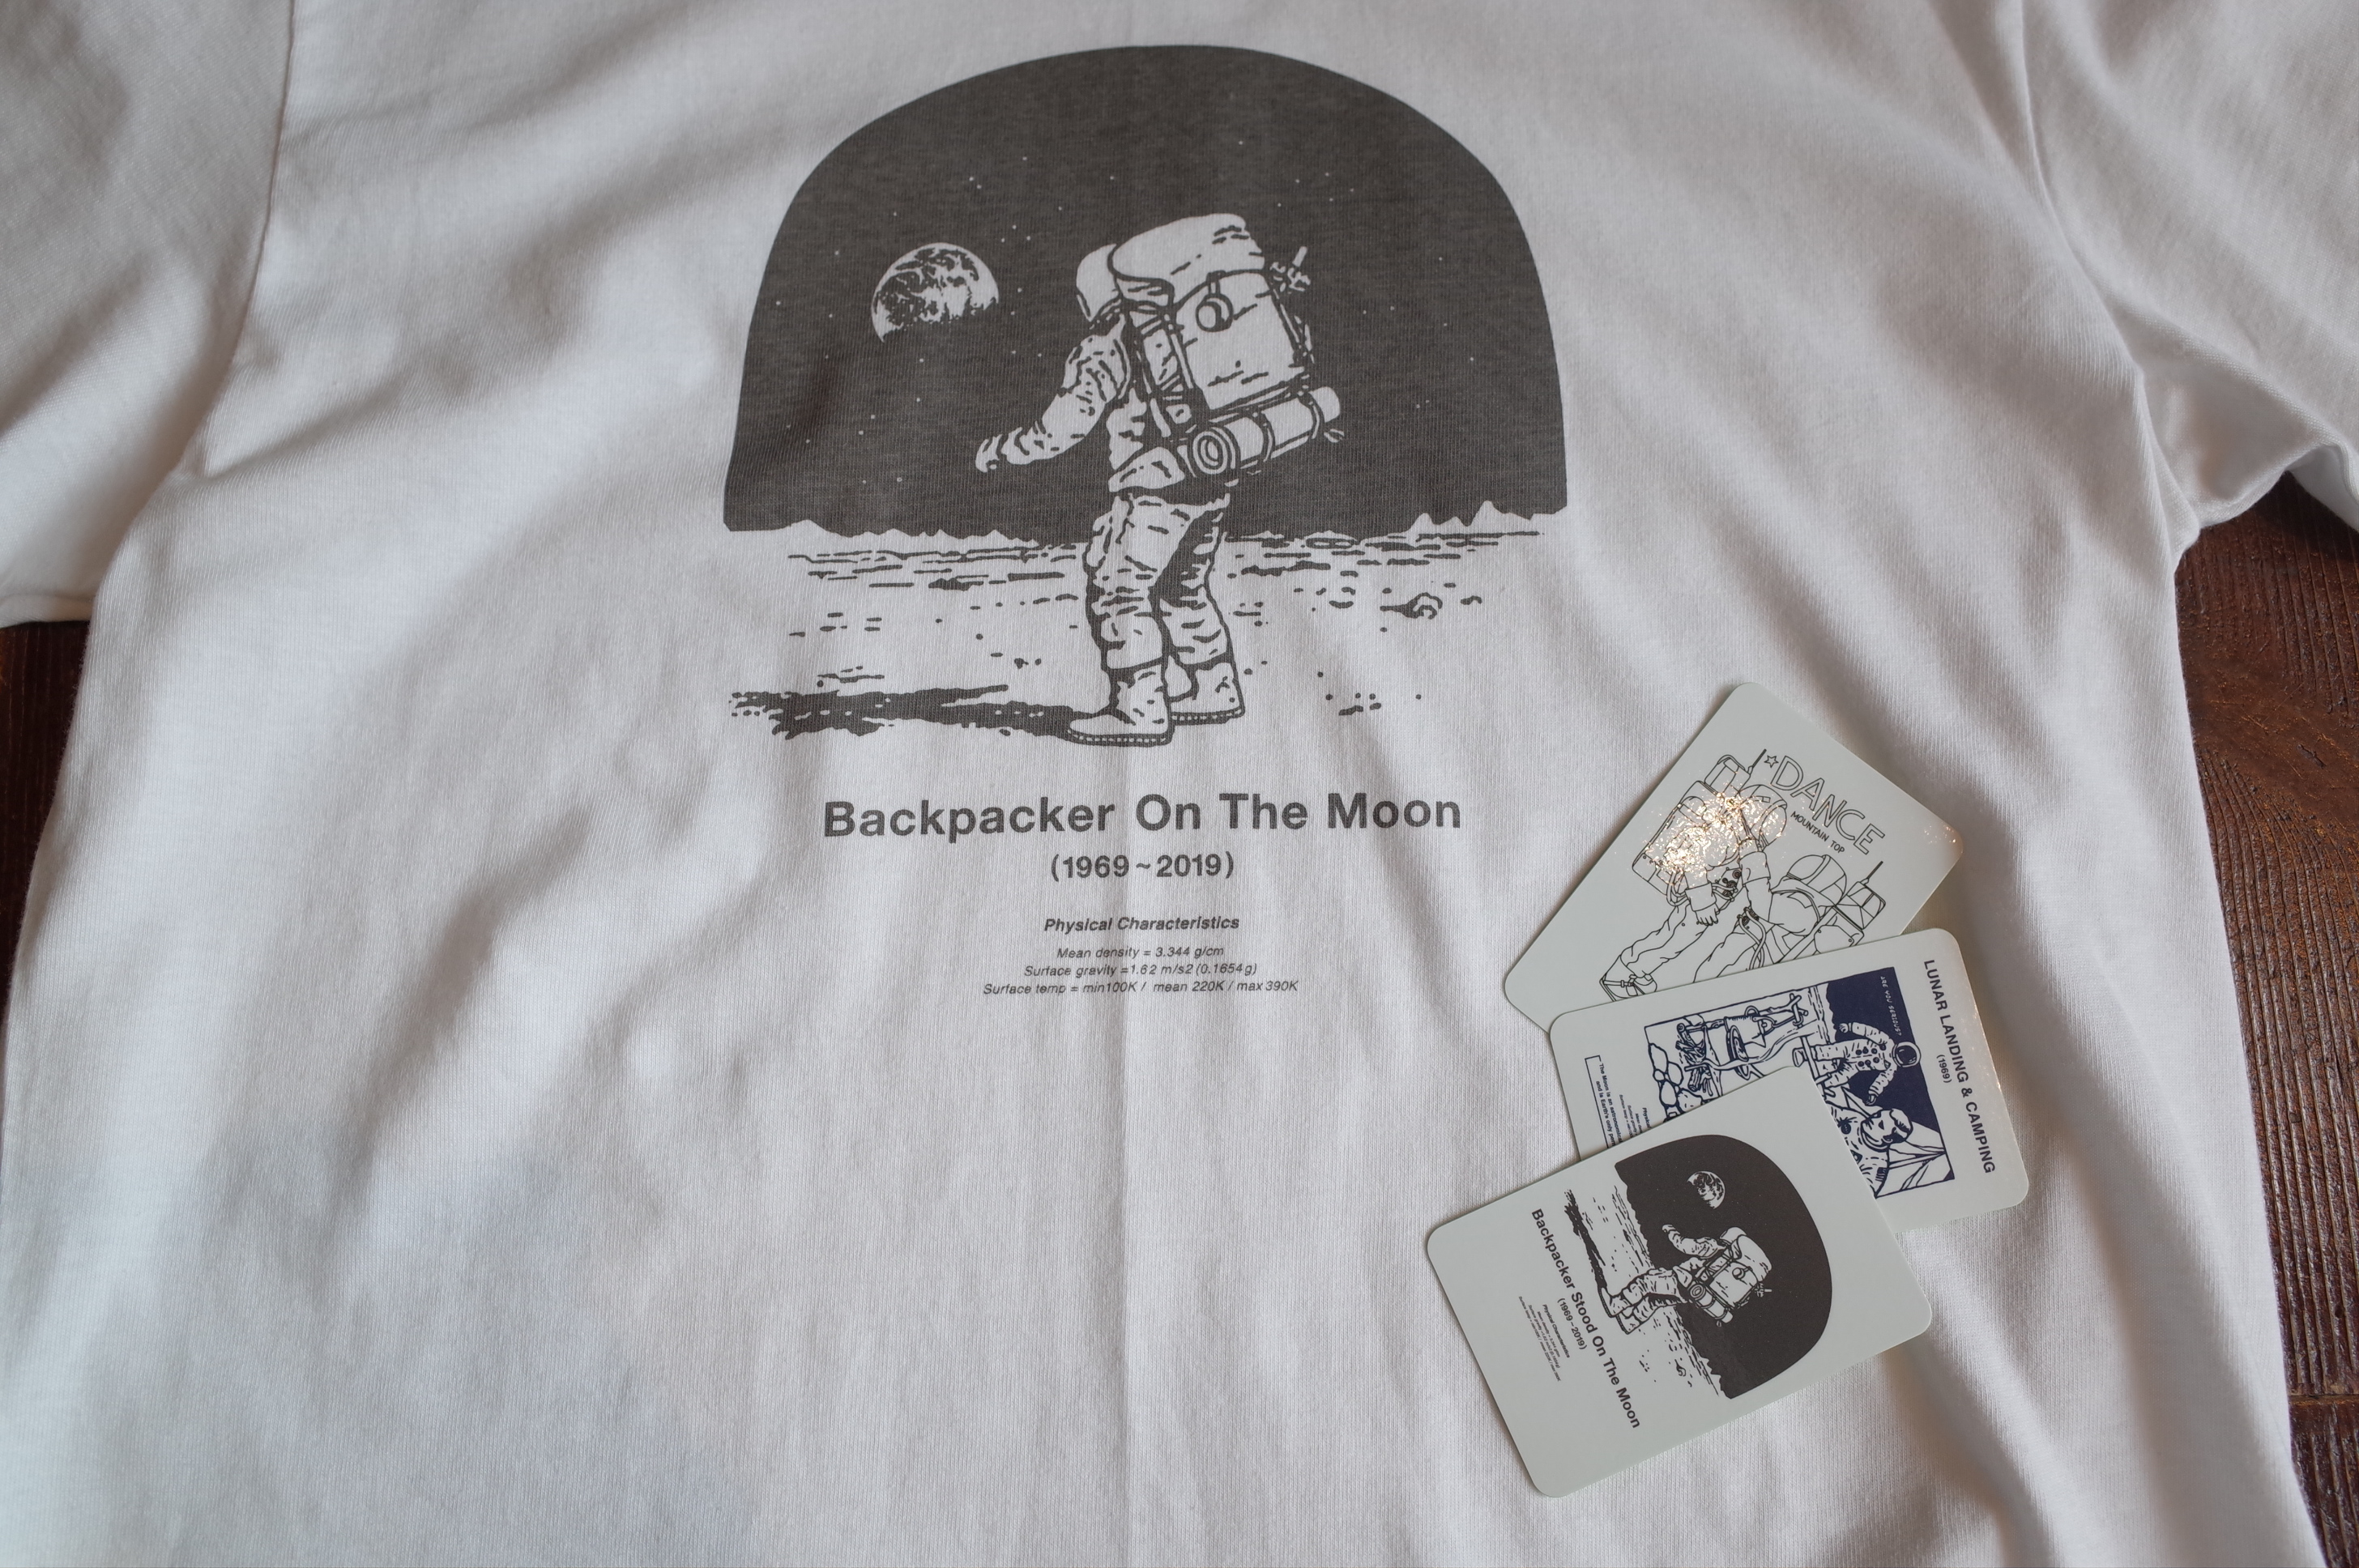 Backpacker On The Moon
(1969~2019)
Physical Characteristics
Mean density = 3.344 g/cm
Surface gravity =1.62 m/s2 (0.1654g)
Surface temp = min100K / mean 220K / max 390K
☆DANCE
MOUNTAIN TOP
LUNAR LANDING & CAMPING
(1969)
Backpacker Stood On The Moon
(1969~2019)
Physical Characteristics